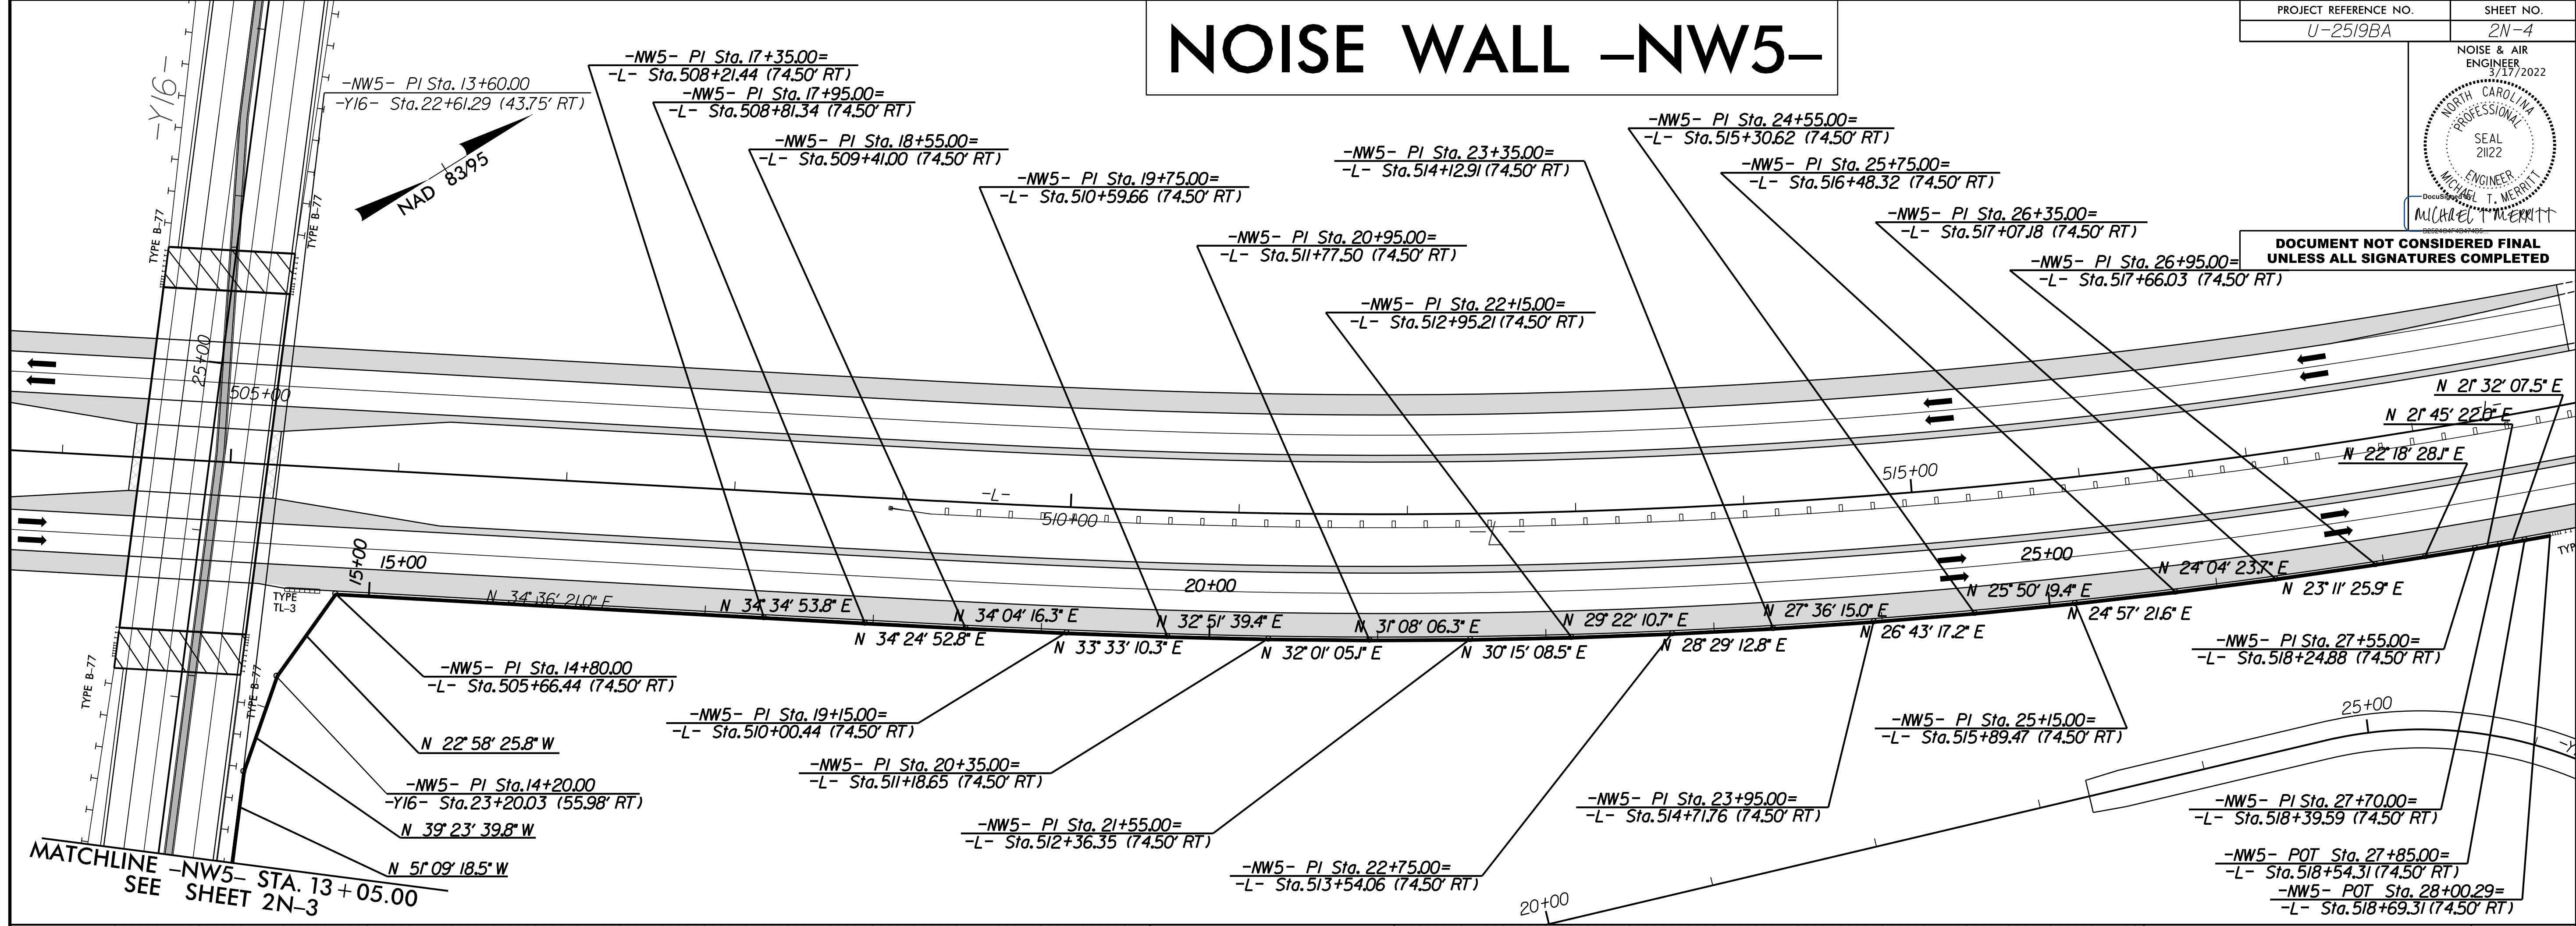 NOISE WALL –NW5–
PROJECT REFERENCE NO.
SHEET NO.
U-2519BA
2N-4
NOISE & AIR
ENGINEER
3/17/2022
NORTH CAROLINA
PROFESSIONAL
SEAL
21122
ENGINEER
MICHAEL T. MERRITT
MICHAEL T MERRITT
DOCUMENT NOT CONSIDERED FINAL
UNLESS ALL SIGNATURES COMPLETED
-Y16-
-NW5- PI Sta. 13+60.00
-Y16- Sta. 22+61.29 (43.75' RT)
NAD 83/95
-NW5- PI Sta. 17+35.00=
-L- Sta. 508+21.44 (74.50' RT)
-NW5- PI Sta. 17+95.00=
-L- Sta. 508+81.34 (74.50' RT)
-NW5- PI Sta. 18+55.00=
-L- Sta. 509+41.00 (74.50' RT)
-NW5- PI Sta. 19+75.00=
-L- Sta. 510+59.66 (74.50' RT)
-NW5- PI Sta. 20+95.00=
-L- Sta. 511+77.50 (74.50' RT)
-NW5- PI Sta. 22+15.00=
-L- Sta. 512+95.21 (74.50' RT)
-NW5- PI Sta. 23+35.00=
-L- Sta. 514+12.91 (74.50' RT)
-NW5- PI Sta. 24+55.00=
-L- Sta. 515+30.62 (74.50' RT)
-NW5- PI Sta. 25+75.00=
-L- Sta. 516+48.32 (74.50' RT)
-NW5- PI Sta. 26+35.00=
-L- Sta. 517+07.18 (74.50' RT)
-NW5- PI Sta. 26+95.00=
-L- Sta. 517+66.03 (74.50' RT)
TYPE B-77
TYPE B-77
25+00
505+00
-L-
510+00
-L-
515+00
-L-
N 21° 32' 07.5" E
N 21° 45' 22.0" E
N 22° 18' 28.1" E
15+00
15+00
20+00
25+00
TYPE
TL-3
TYP
N 34° 36' 21.0" E
N 34° 34' 53.8" E
N 34° 24' 52.8" E
N 34° 04' 16.3" E
N 33° 33' 10.3" E
N 32° 51' 39.4" E
N 32° 01' 05.1" E
N 31° 08' 06.3" E
N 30° 15' 08.5" E
N 29° 22' 10.7" E
N 28° 29' 12.8" E
N 27° 36' 15.0" E
N 26° 43' 17.2" E
N 25° 50' 19.4" E
N 24° 57' 21.6" E
N 24° 04' 23.7" E
N 23° 11' 25.9" E
TYPE B-77
TYPE B-77
-NW5- PI Sta. 14+80.00
-L- Sta. 505+66.44 (74.50' RT)
N 22° 58' 25.8" W
-NW5- PI Sta. 14+20.00
-Y16- Sta. 23+20.03 (55.98' RT)
N 39° 23' 39.8" W
N 51° 09' 18.5" W
MATCHLINE –NW5– STA. 13+05.00
SEE SHEET 2N–3
-NW5- PI Sta. 19+15.00=
-L- Sta. 510+00.44 (74.50' RT)
-NW5- PI Sta. 20+35.00=
-L- Sta. 511+18.65 (74.50' RT)
-NW5- PI Sta. 21+55.00=
-L- Sta. 512+36.35 (74.50' RT)
-NW5- PI Sta. 22+75.00=
-L- Sta. 513+54.06 (74.50' RT)
-NW5- PI Sta. 23+95.00=
-L- Sta. 514+71.76 (74.50' RT)
-NW5- PI Sta. 25+15.00=
-L- Sta. 515+89.47 (74.50' RT)
-NW5- PI Sta. 27+55.00=
-L- Sta. 518+24.88 (74.50' RT)
-NW5- PI Sta. 27+70.00=
-L- Sta. 518+39.59 (74.50' RT)
-NW5- POT Sta. 27+85.00=
-L- Sta. 518+54.31 (74.50' RT)
-NW5- POT Sta. 28+00.29=
-L- Sta. 518+69.31 (74.50' RT)
20+00
25+00